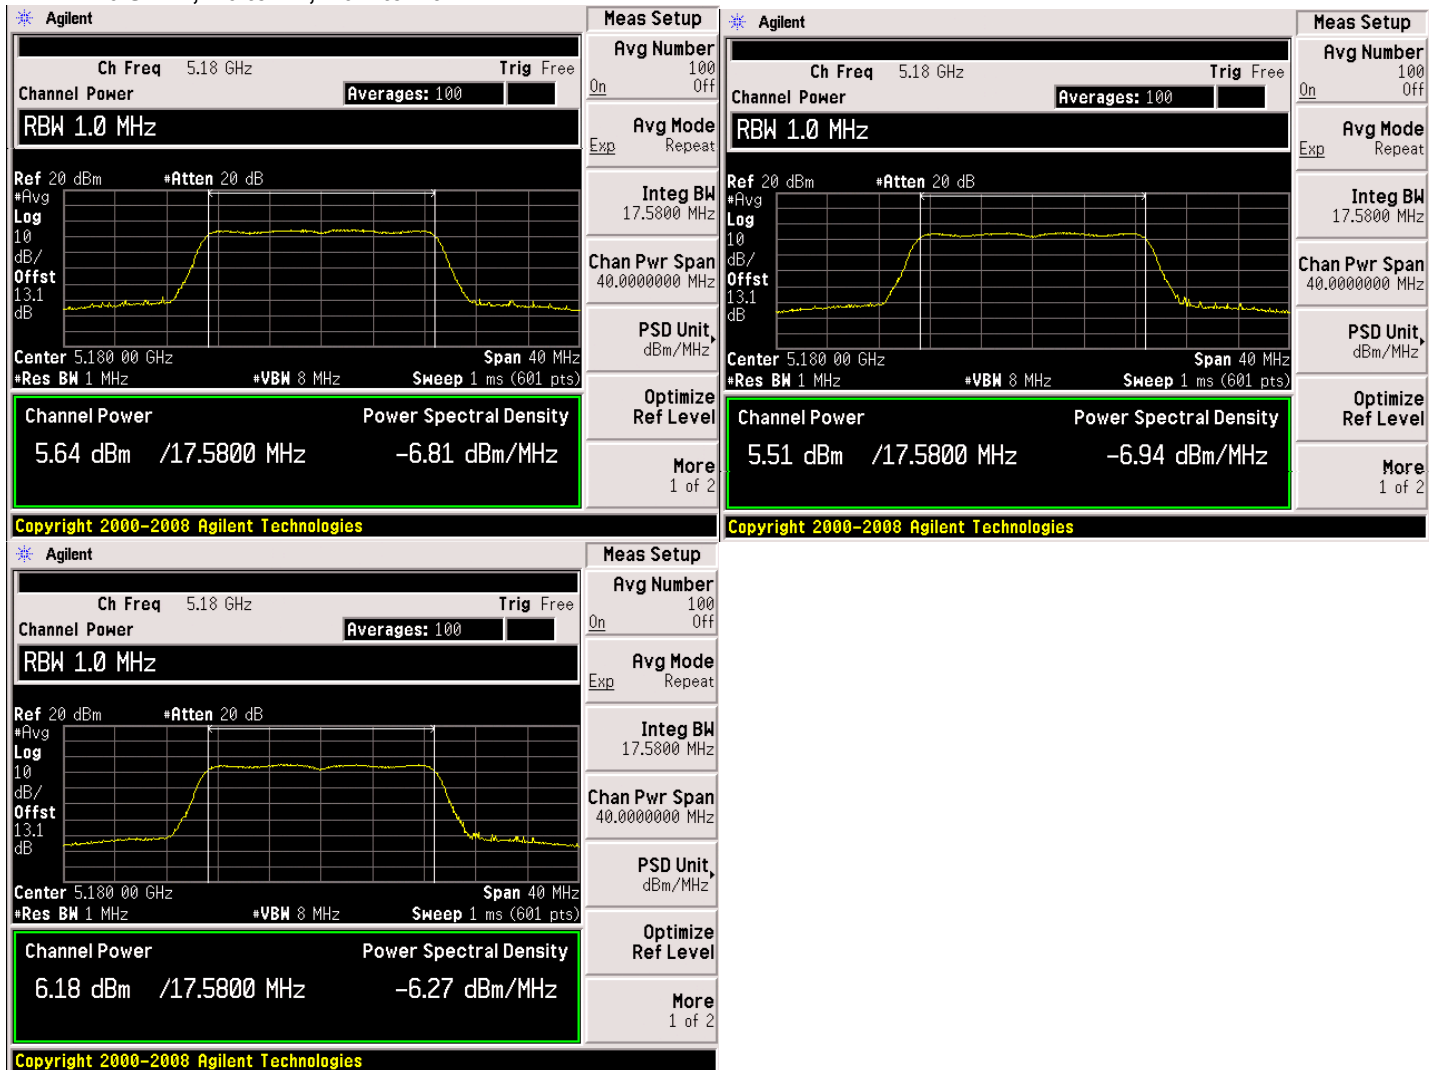 Agilent
Meas Setup
Ch Freq 5.18 GHz Trig Free
Channel Power Averages: 100
RBW 1.0 MHz
Ref 20 dBm #Atten 20 dB
#Avg
Log
10
dB/
Offst
13.1
dB
Center 5.180 00 GHz Span 40 MHz
#Res BW 1 MHz #VBW 8 MHz Sweep 1 ms (601 pts)
Channel Power Power Spectral Density
5.64 dBm /17.5800 MHz -6.81 dBm/MHz
Copyright 2000-2008 Agilent Technologies
Avg Number
100
On Off
Avg Mode
Exp Repeat
Integ BW
17.5800 MHz
Chan Pwr Span
40.0000000 MHz
PSD Unit
dBm/MHz
Optimize
Ref Level
More
1 of 2
Agilent
Meas Setup
Ch Freq 5.18 GHz Trig Free
Channel Power Averages: 100
RBW 1.0 MHz
Ref 20 dBm #Atten 20 dB
#Avg
Log
10
dB/
Offst
13.1
dB
Center 5.180 00 GHz Span 40 MHz
#Res BW 1 MHz #VBW 8 MHz Sweep 1 ms (601 pts)
Channel Power Power Spectral Density
5.51 dBm /17.5800 MHz -6.94 dBm/MHz
Copyright 2000-2008 Agilent Technologies
Avg Number
100
On Off
Avg Mode
Exp Repeat
Integ BW
17.5800 MHz
Chan Pwr Span
40.0000000 MHz
PSD Unit
dBm/MHz
Optimize
Ref Level
More
1 of 2
Agilent
Meas Setup
Ch Freq 5.18 GHz Trig Free
Channel Power Averages: 100
RBW 1.0 MHz
Ref 20 dBm #Atten 20 dB
#Avg
Log
10
dB/
Offst
13.1
dB
Center 5.180 00 GHz Span 40 MHz
#Res BW 1 MHz #VBW 8 MHz Sweep 1 ms (601 pts)
Channel Power Power Spectral Density
6.18 dBm /17.5800 MHz -6.27 dBm/MHz
Copyright 2000-2008 Agilent Technologies
Avg Number
100
On Off
Avg Mode
Exp Repeat
Integ BW
17.5800 MHz
Chan Pwr Span
40.0000000 MHz
PSD Unit
dBm/MHz
Optimize
Ref Level
More
1 of 2